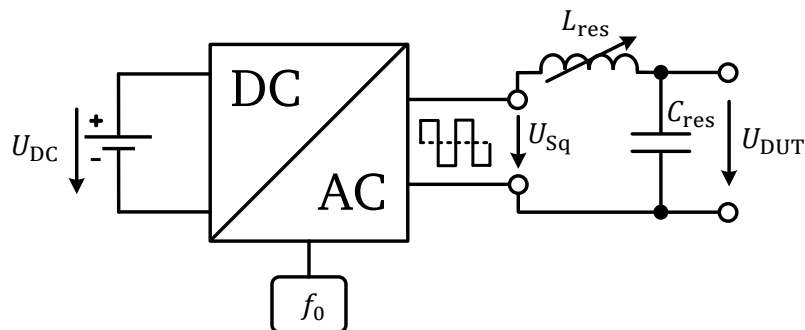 L_res
DC
+
U_DC
-
C_res
U_Sq
U_DUT
AC
f_0